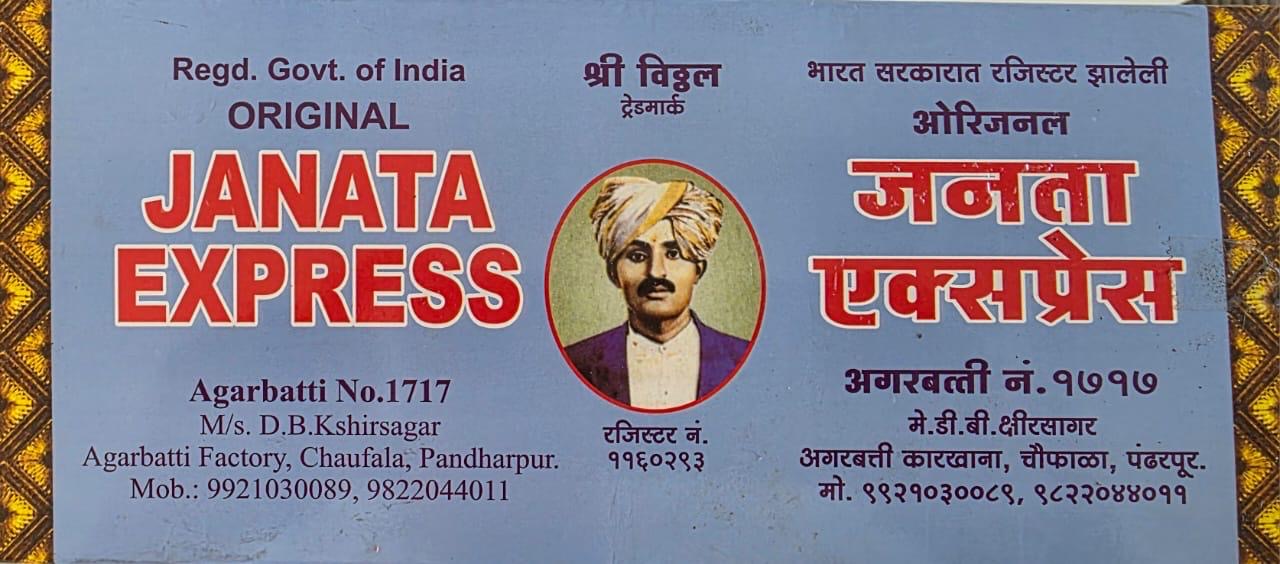 Regd. Govt. of India
ORIGINAL
JANATA
EXPRESS
Agarbatti No.1717
M/s. D.B.Kshirsagar
Agarbatti Factory, Chaufala, Pandharpur.
Mob.: 9921030089, 9822044011
श्री विठ्ठल
ट्रेडमार्क
रजिस्टर नं.
११६०२९३
भारत सरकारात रजिस्टर झालेली
ओरिजनल
जनता
एक्सप्रेस
अगरबत्ती नं.१७१७
मे.डी.बी.क्षीरसागर
अगरबत्ती कारखाना, चौफाळा, पंढरपूर.
मो. ९९२१०३००८९, ९८२२०४४०११